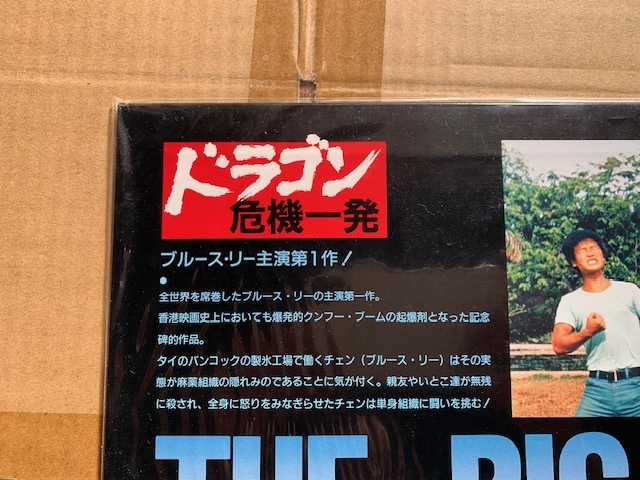 ドラゴン
危機一発
ブルース・リー主演第1作!
●
全世界を席巻したブルース・リーの主演第一作。
香港映画史上においても爆発的クンフー・ブームの起爆剤となった記念
碑的作品。
タイのバンコックの製氷工場で働くチェン（ブルース・リー）はその実
態が麻薬組織の隠れみのであることに気が付く。親友やいとこ達が無残
に殺され、全身に怒りをみなぎらせたチェンは単身組織に闘いを挑む!
THE BIG